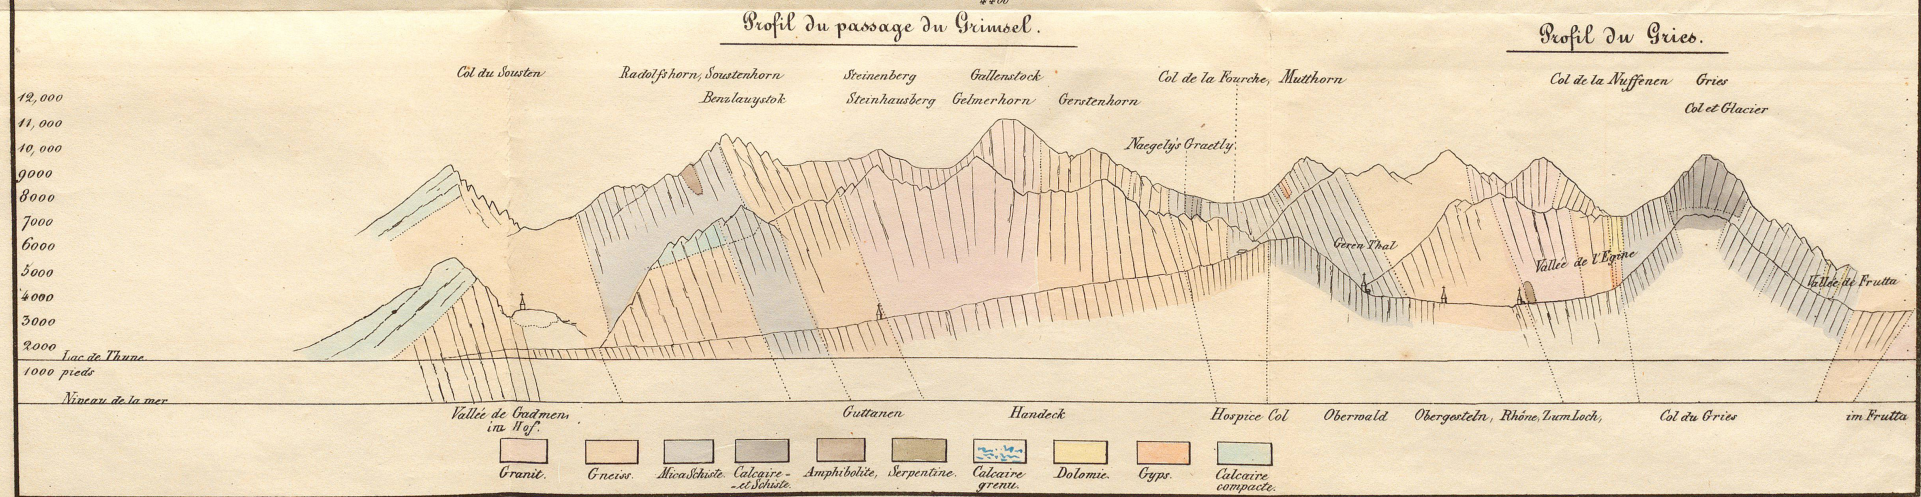 4400
Profil du passage du Grimsel.
Profil du Gries.
Col du Sousten
Radolfshorn, Soustenhorn
Benzlauystok
Steinenberg
Steinhausberg
Gallenstock
Gelmerhorn
Gerstenhorn
Col de la Fourche, Mutthorn
Naegely's Graetly
Col de la Nuffenen
Gries
Col et Glacier
12,000
11,000
10,000
9000
8000
7000
6000
5000
4000
3000
2000
Lac de Thune
1000 pieds
Niveau de la mer
Geren Thal
Vallée de l'Egine
Vallée de Frutta
Vallée de Gadmen,
im Hof.
Guttanen
Handeck
Hospice Col
Oberwald
Obergesteln, Rhône, Zum Loch,
Col du Gries
im Frutta
Granit.
Gneiss.
MicaSchiste.
Calcaire-
-et Schiste.
Amphibolite,
Serpentine.
Calcaire
grenu.
Dolomie.
Gyps.
Calcaire
compacte.